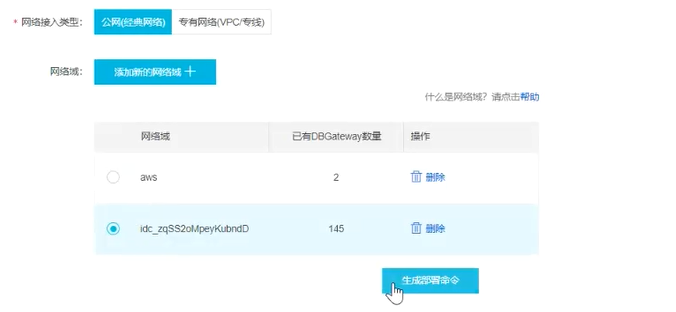 * 网络接入类型： 公网(经典网络) 专有网络(VPC/专线)
网络域： 添加新的网络域 +
什么是网络域？请点击帮助
网络域 已有DBGateway数量 操作
aws 2 删除
idc_zqSS2oMpeyKubndD 145 删除
生成部署命令